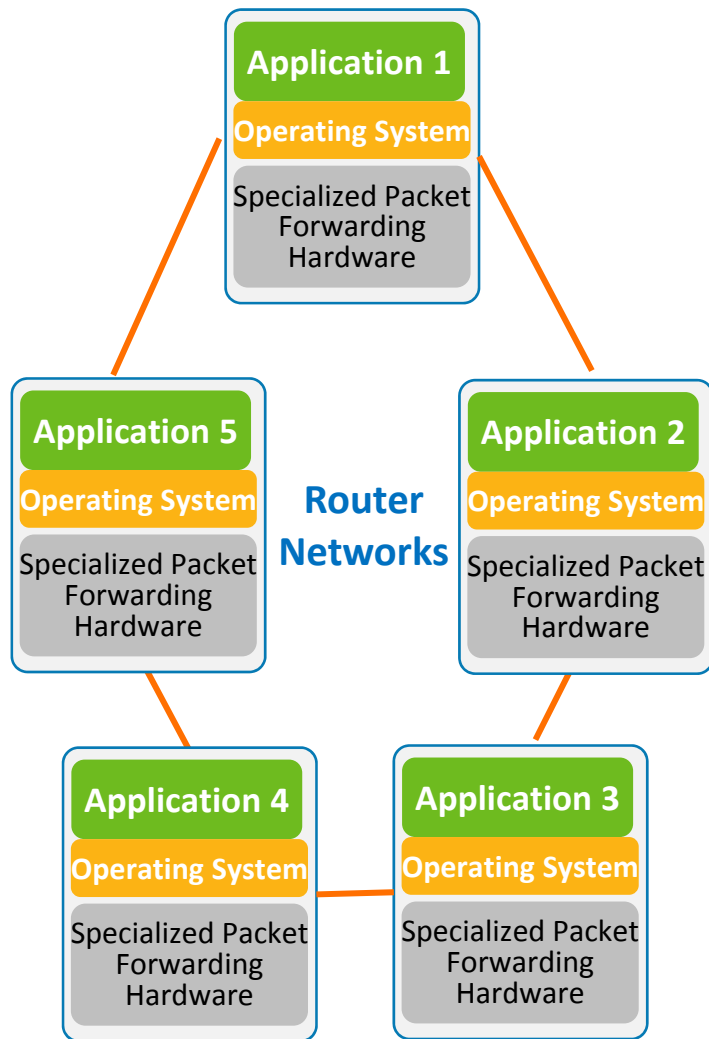 Application 1
Operating System
Specialized Packet
Forwarding
Hardware
Application 5
Operating System
Specialized Packet
Forwarding
Hardware
Router
Networks
Application 2
Operating System
Specialized Packet
Forwarding
Hardware
Application 4
Operating System
Specialized Packet
Forwarding
Hardware
Application 3
Operating System
Specialized Packet
Forwarding
Hardware